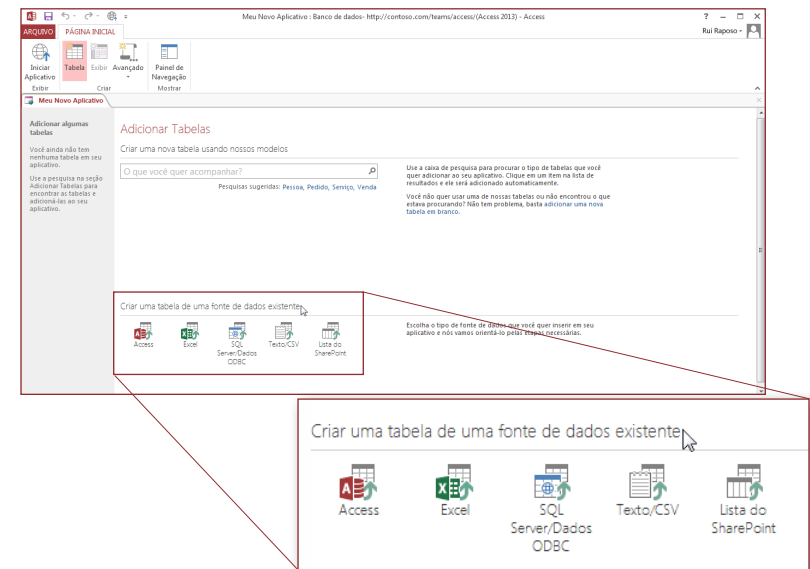 Meu Novo Aplicativo : Banco de dados- http://contoso.com/teams/access/(Access 2013) - Access
ARQUIVO PÁGINA INICIAL
Rui Raposo
Iniciar Aplicativo
Tabela
Exibir
Avançado
Painel de Navegação
Exibir
Criar
Mostrar
Meu Novo Aplicativo
Adicionar algumas
tabelas
Você ainda não tem
nenhuma tabela em seu
aplicativo.
Use a pesquisa na seção
Adicionar Tabelas para
encontrar as tabelas e
adicioná-las ao seu
aplicativo.
Adicionar Tabelas
Criar uma nova tabela usando nossos modelos
O que você quer acompanhar?
Pesquisas sugeridas: Pessoa, Pedido, Serviço, Venda
Use a caixa de pesquisa para procurar o tipo de tabelas que você
quer adicionar ao seu aplicativo. Clique em um item na lista de
resultados e ele será adicionado automaticamente.
Você não quer usar uma de nossas tabelas ou não encontrou o que
estava procurando? Não tem problema, basta adicionar uma nova
tabela em branco.
Criar uma tabela de uma fonte de dados existente
Access
Excel
SQL
Server/Dados
ODBC
Texto/CSV
Lista do
SharePoint
Escolha o tipo de fonte de dados que você quer inserir em seu
aplicativo e nós vamos orientá-lo pelas etapas necessárias.
Criar uma tabela de uma fonte de dados existente
Access
Excel
SQL
Server/Dados
ODBC
Texto/CSV
Lista do
SharePoint